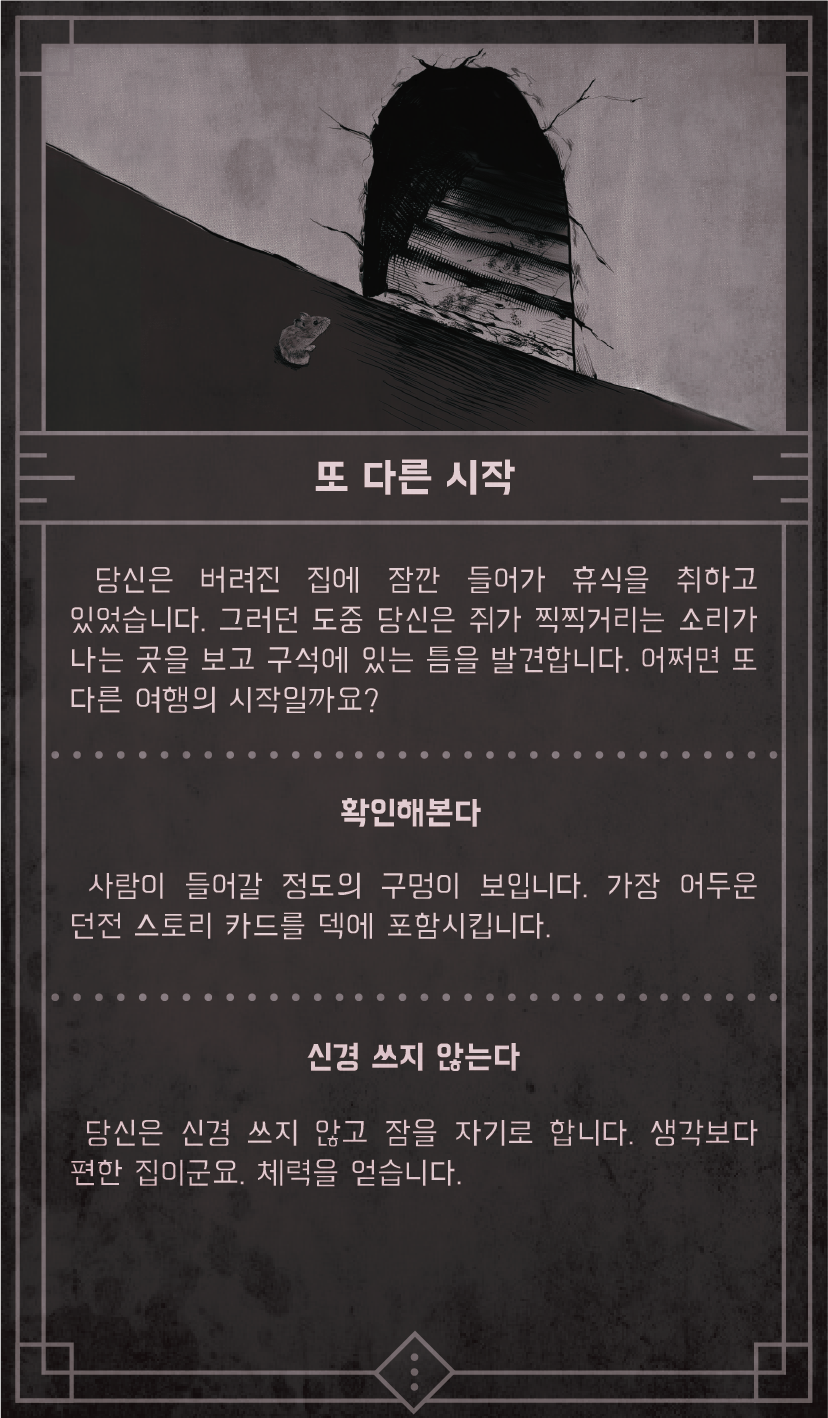 또 다른 시작
당신은 버려진 집에 잠깐 들어가 휴식을 취하고
있었습니다. 그러던 도중 당신은 쥐가 찍찍거리는 소리가
나는 곳을 보고 구석에 있는 틈을 발견합니다. 어쩌면 또
다른 여행의 시작일까요?
확인해본다
사람이 들어갈 정도의 구멍이 보입니다. 가장 어두운
던전 스토리 카드를 덱에 포함시킵니다.
신경 쓰지 않는다
당신은 신경 쓰지 않고 잠을 자기로 합니다. 생각보다
편한 집이군요. 체력을 얻습니다.